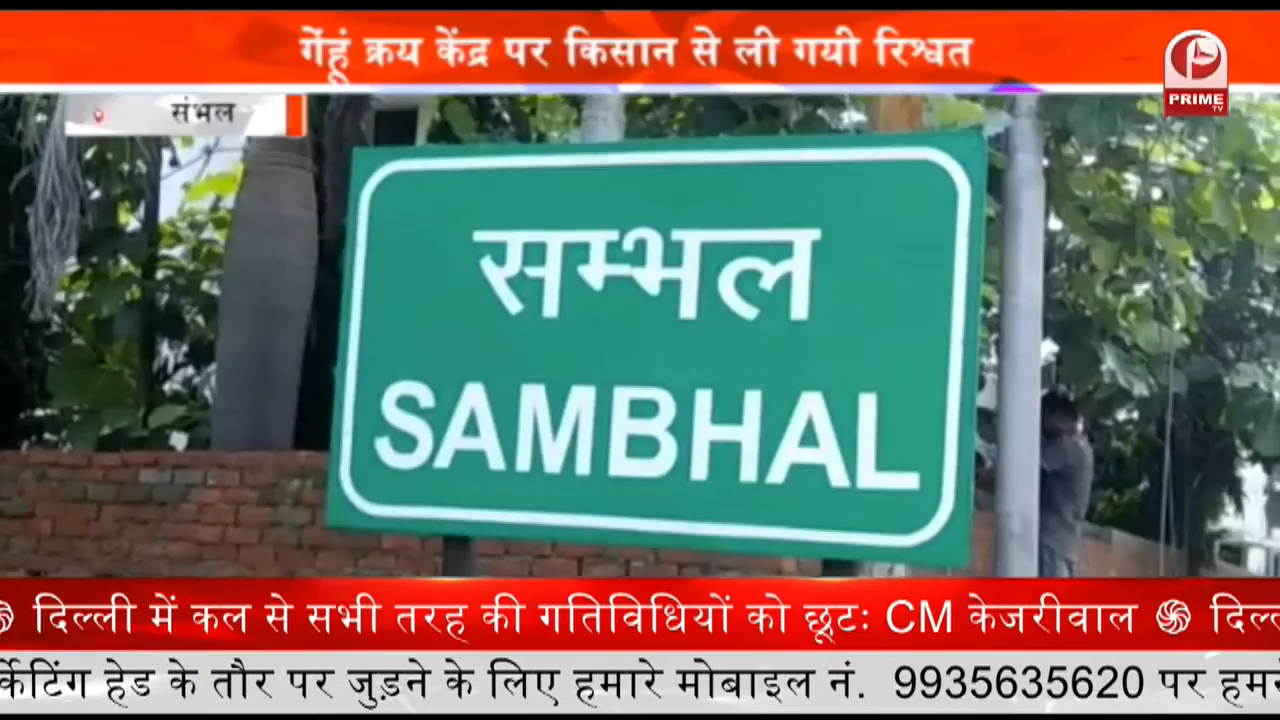 गेंहूं क्रय केंद्र पर किसान से ली गयी रिश्वत
PRIME
TV
संभल
सम्भल
SAMBHAL
दिल्ली में कल से सभी तरह की गतिविधियों को छूटः CM केजरीवाल
हेड के तौर पर जुड़ने के लिए हमारे मोबाइल नं. 9935635620 पर